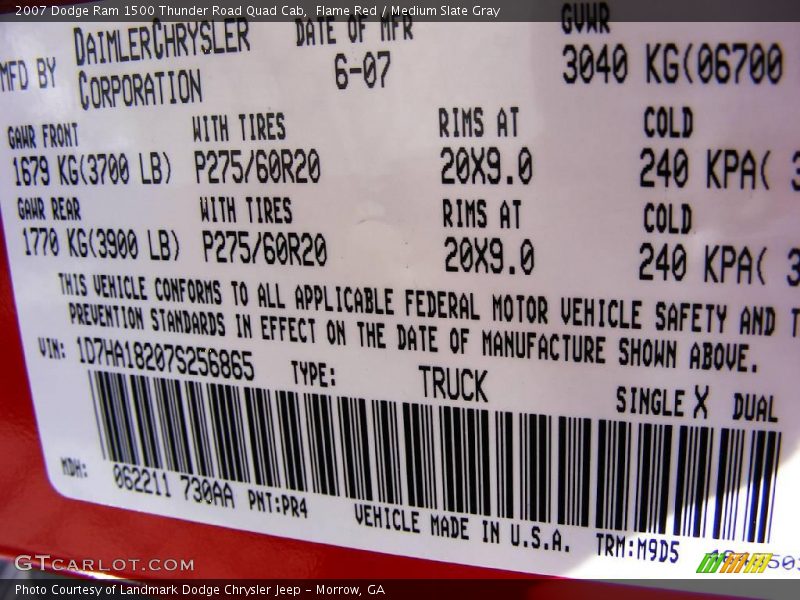 2007 Dodge Ram 1500 Thunder Road Quad Cab, Flame Red / Medium Slate Gray
MFD BY DAIMLERCHRYSLER CORPORATION
DATE OF MFR
6-07
GVWR
3040 KG(06700
GAWR FRONT WITH TIRES RIMS AT COLD
1679 KG(3700 LB) P275/60R20 20X9.0 240 KPA(
GAWR REAR WITH TIRES RIMS AT COLD
1770 KG(3900 LB) P275/60R20 20X9.0 240 KPA(
THIS VEHICLE CONFORMS TO ALL APPLICABLE FEDERAL MOTOR VEHICLE SAFETY AND
PREVENTION STANDARDS IN EFFECT ON THE DATE OF MANUFACTURE SHOWN ABOVE.
VIN: 1D7HA18207S256865 TYPE: TRUCK SINGLE X DUAL
MDH: 062211 730AA PNT:PR4
VEHICLE MADE IN U.S.A. TRM:M9D5
GTcarlot.com
Photo Courtesy of Landmark Dodge Chrysler Jeep - Morrow, GA